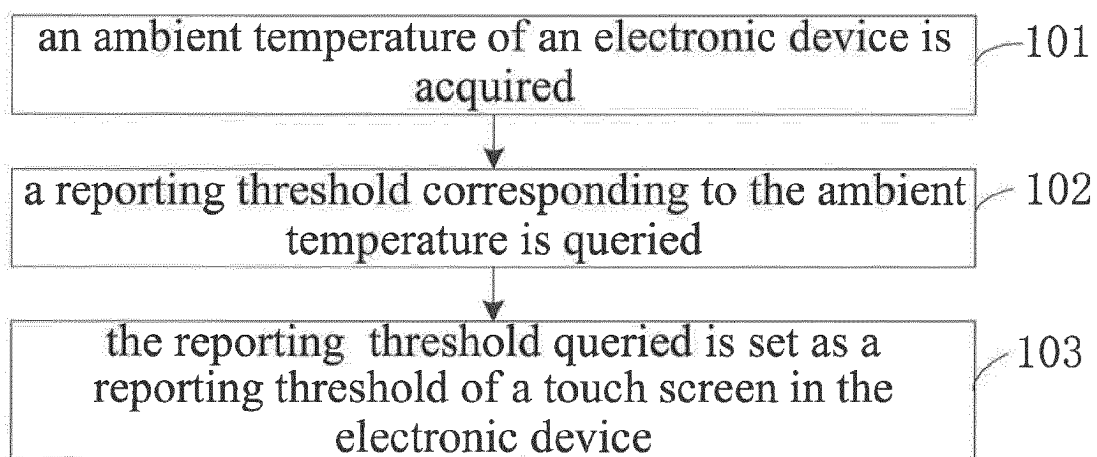 an ambient temperature of an electronic device is
acquired
101
a reporting threshold corresponding to the ambient
temperature is queried
102
the reporting threshold queried is set as a
reporting threshold of a touch screen in the
electronic device
103